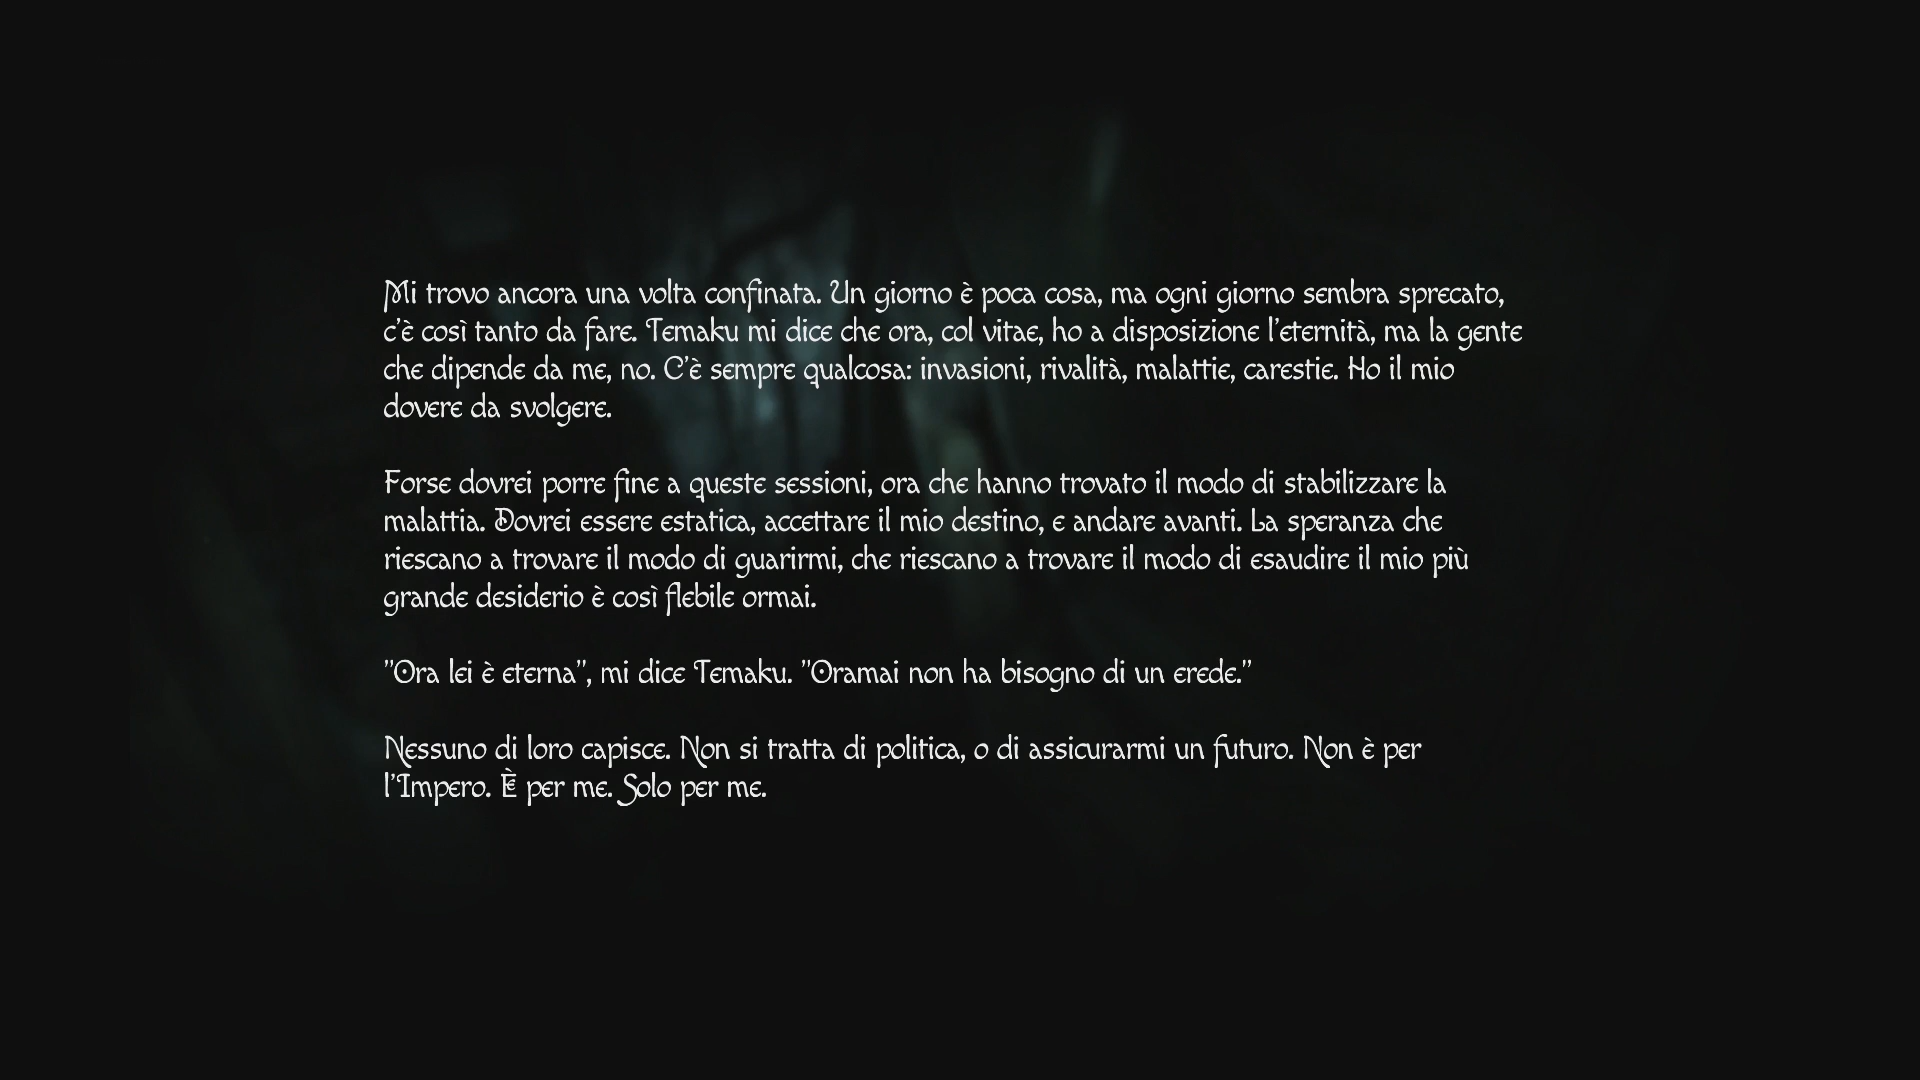 Mi trovo ancora una volta confinata. Un giorno è poca cosa, ma ogni giorno sembra sprecato,
c'è così tanto da fare. Temaku mi dice che ora, col vitae, ho a disposizione l'eternità, ma la gente
che dipende da me, no. C'è sempre qualcosa: invasioni, rivalità, malattie, carestie. Ho il mio
dovere da svolgere.
Forse dovrei porre fine a queste sessioni, ora che hanno trovato il modo di stabilizzare la
malattia. Dovrei essere estatica, accettare il mio destino, e andare avanti. La speranza che
riescano a trovare il modo di guarirmi, che riescano a trovare il modo di esaudire il mio più
grande desiderio è così flebile ormai.
"Ora lei è eterna", mi dice Temaku. "Oramai non ha bisogno di un erede."
Nessuno di loro capisce. Non si tratta di politica, o di assicurarmi un futuro. Non è per
l'Impero. È per me. Solo per me.